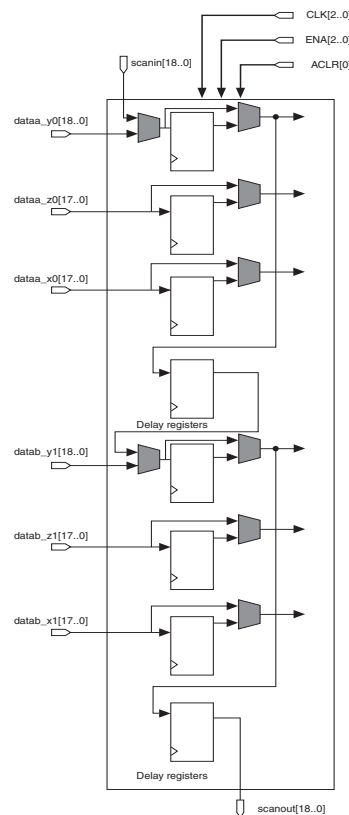 CLK[2..0]
ENA[2..0]
scanin[18..0]
ACLR[0]
dataa_y0[18..0]
dataa_z0[17..0]
dataa_x0[17..0]
Delay registers
datab_y1[18..0]
datab_z1[17..0]
datab_x1[17..0]
Delay registers
scanout[18..0]